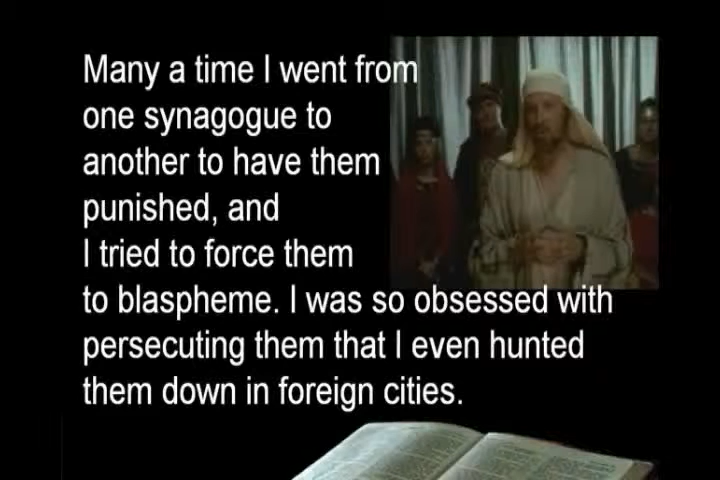 Many a time I went from
one synagogue to
another to have them
punished, and
I tried to force them
to blaspheme. I was so obsessed with
persecuting them that I even hunted
them down in foreign cities.